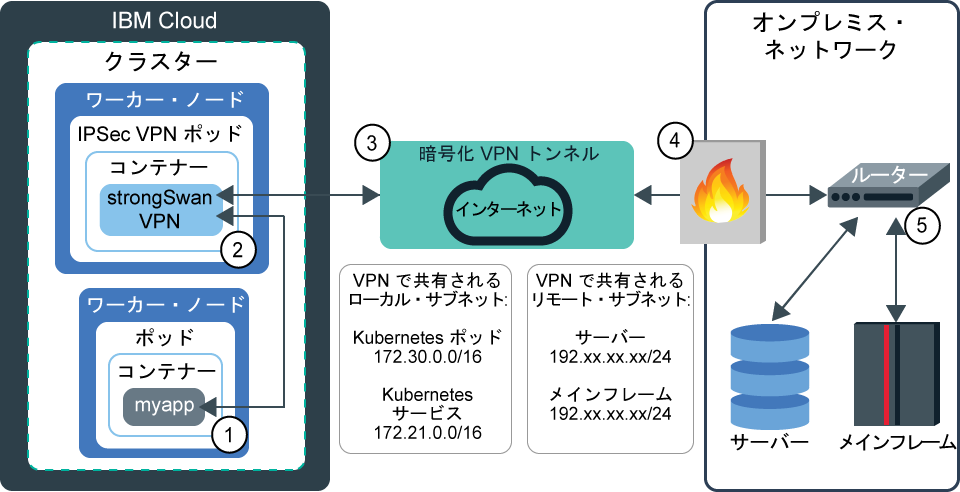 IBM Cloud
クラスター
ワーカー・ノード
IPSec VPN ポッド
コンテナー
strongSwan
VPN
2
ワーカー・ノード
ポッド
コンテナー
myapp
1
3
暗号化 VPN トンネル
インターネット
VPN で共有される
ローカル・サブネット:
Kubernetes ポッド
172.30.0.0/16
Kubernetes
サービス
172.21.0.0/16
VPN で共有される
リモート・サブネット:
サーバー
192.xx.xx.xx/24
メインフレーム
192.xx.xx.xx/24
4
オンプレミス・
ネットワーク
ルーター
5
サーバー
メインフレーム